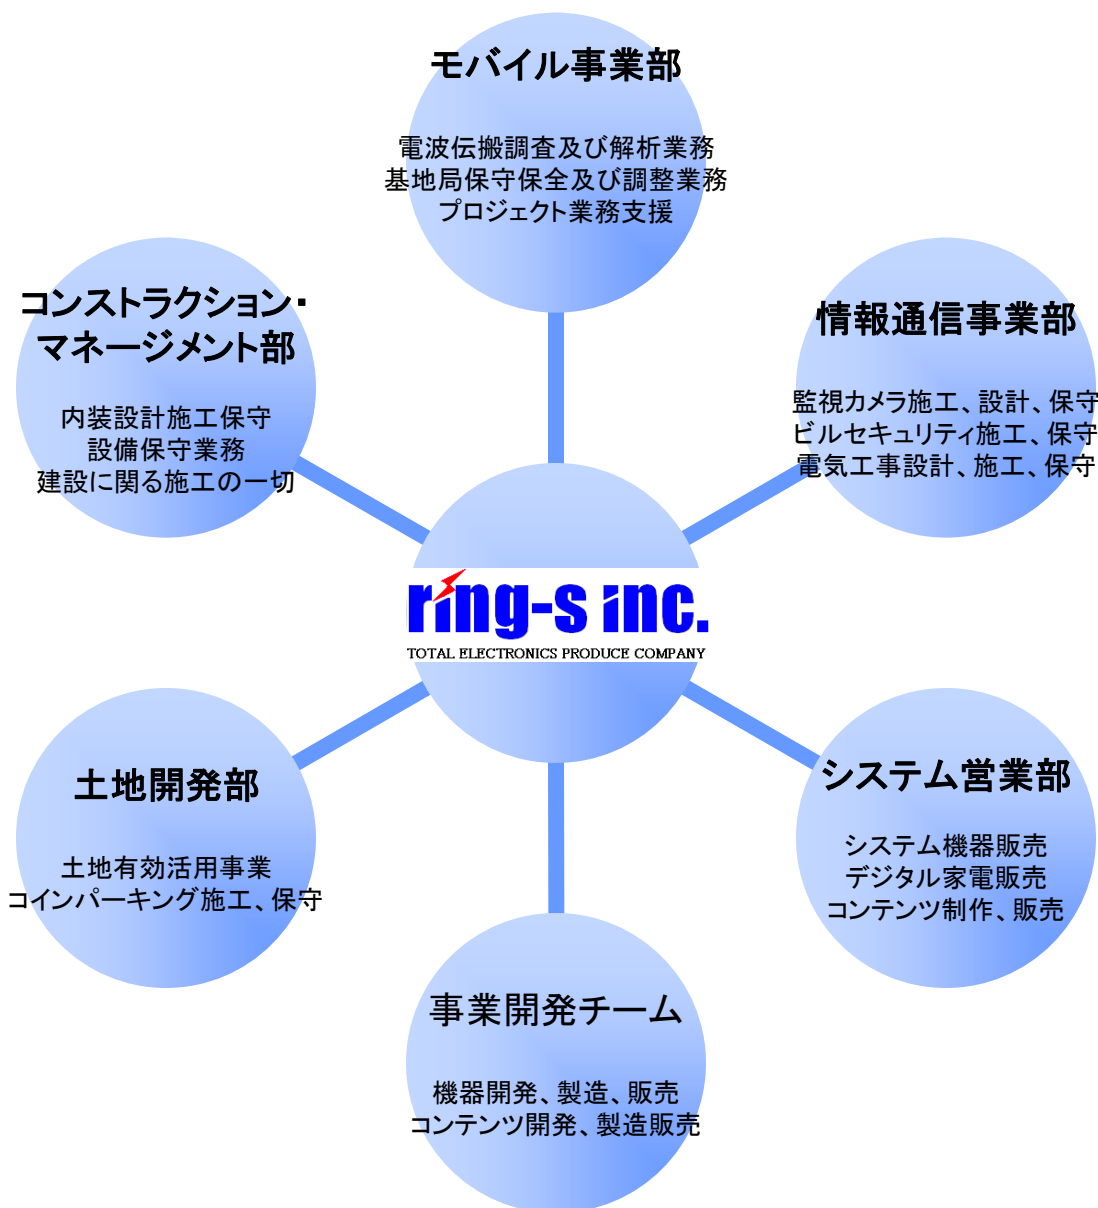 モバイル事業部
電波伝搬調査及び解析業務
基地局保守保全及び調整業務
プロジェクト業務支援
コンストラクション・
マネージメント部
内装設計施工保守
設備保守業務
建設に関る施工の一切
情報通信事業部
監視カメラ施工、設計、保守
ビルセキュリティ施工、保守
電気工事設計、施工、保守
ring-s inc.
TOTAL ELECTRONICS PRODUCE COMPANY
土地開発部
土地有効活用事業
コインパーキング施工、保守
システム営業部
システム機器販売
デジタル家電販売
コンテンツ制作、販売
事業開発チーム
機器開発、製造、販売
コンテンツ開発、製造販売